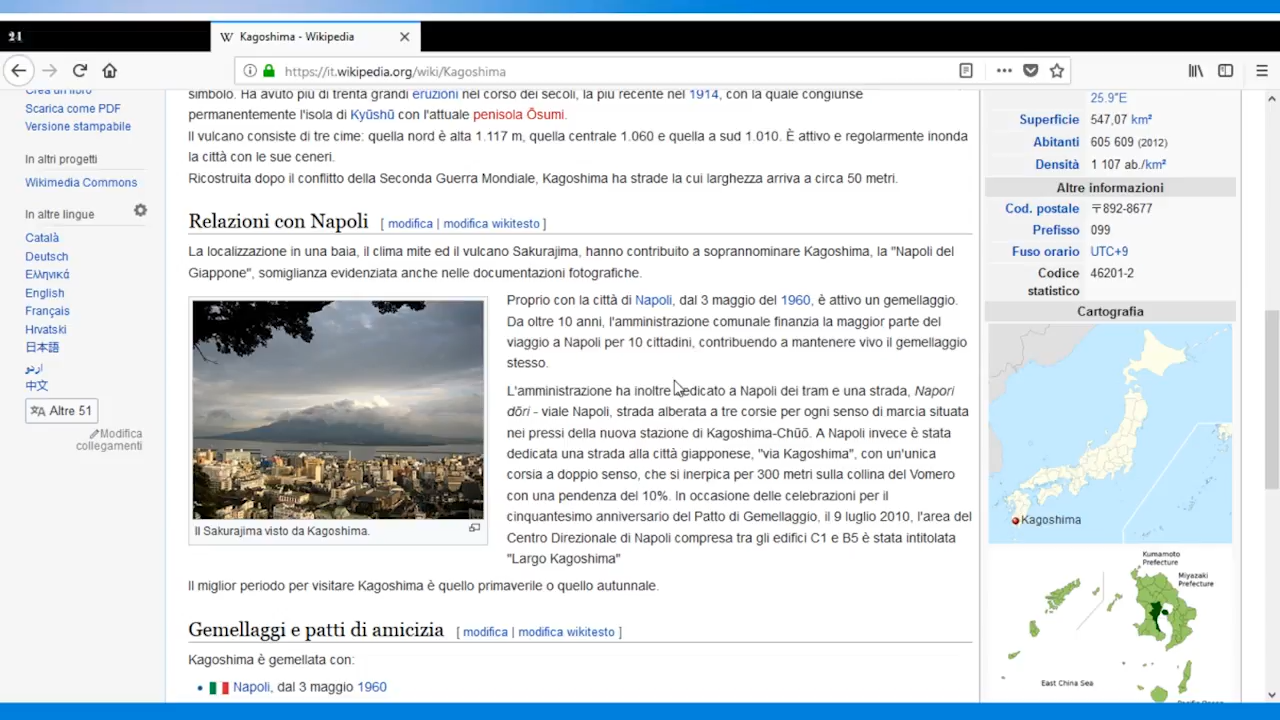 21
Kagoshima - Wikipedia
https://it.wikipedia.org/wiki/Kagoshima
Crea un libro
Scarica come PDF
Versione stampabile
In altri progetti
Wikimedia Commons
In altre lingue
Català
Deutsch
Ελληνικά
English
Français
Hrvatski
日本語
اردو
中文
Altre 51
Modifica
collegamenti
simbolo. Ha avuto più di trenta grandi eruzioni nel corso dei secoli, la più recente nel 1914, con la quale congiunse
permanentemente l'isola di Kyūshū con l'attuale penisola Ōsumi.
Il vulcano consiste di tre cime: quella nord è alta 1.117 m, quella centrale 1.060 e quella a sud 1.010. È attivo e regolarmente inonda
la città con le sue ceneri.
Ricostruita dopo il conflitto della Seconda Guerra Mondiale, Kagoshima ha strade la cui larghezza arriva a circa 50 metri.
Relazioni con Napoli [ modifica | modifica wikitesto ]
La localizzazione in una baia, il clima mite ed il vulcano Sakurajima, hanno contribuito a soprannominare Kagoshima, la "Napoli del
Giappone", somiglianza evidenziata anche nelle documentazioni fotografiche.
Proprio con la città di Napoli, dal 3 maggio del 1960, è attivo un gemellaggio.
Da oltre 10 anni, l'amministrazione comunale finanzia la maggior parte del
viaggio a Napoli per 10 cittadini, contribuendo a mantenere vivo il gemellaggio
stesso.
L'amministrazione ha inoltre dedicato a Napoli dei tram e una strada, Napori
dōri - viale Napoli, strada alberata a tre corsie per ogni senso di marcia situata
nei pressi della nuova stazione di Kagoshima-Chūō. A Napoli invece è stata
dedicata una strada alla città giapponese, "via Kagoshima", con un'unica
corsia a doppio senso, che si inerpica per 300 metri sulla collina del Vomero
con una pendenza del 10%. In occasione delle celebrazioni per il
cinquantesimo anniversario del Patto di Gemellaggio, il 9 luglio 2010, l'area del
Centro Direzionale di Napoli compresa tra gli edifici C1 e B5 è stata intitolata
"Largo Kagoshima"
Il Sakurajima visto da Kagoshima.
Il miglior periodo per visitare Kagoshima è quello primaverile o quello autunnale.
Gemellaggi e patti di amicizia [ modifica | modifica wikitesto ]
Kagoshima è gemellata con:
Napoli, dal 3 maggio 1960
25.9"E
Superficie 547,07 km²
Abitanti 605 609 (2012)
Densità 1 107 ab./km²
Altre informazioni
Cod. postale 〒892-8677
Prefisso 099
Fuso orario UTC+9
Codice 46201-2
statistico
Cartografia
Kagoshima
Kumamoto
Prefecture
Miyazaki
Prefecture
East China Sea